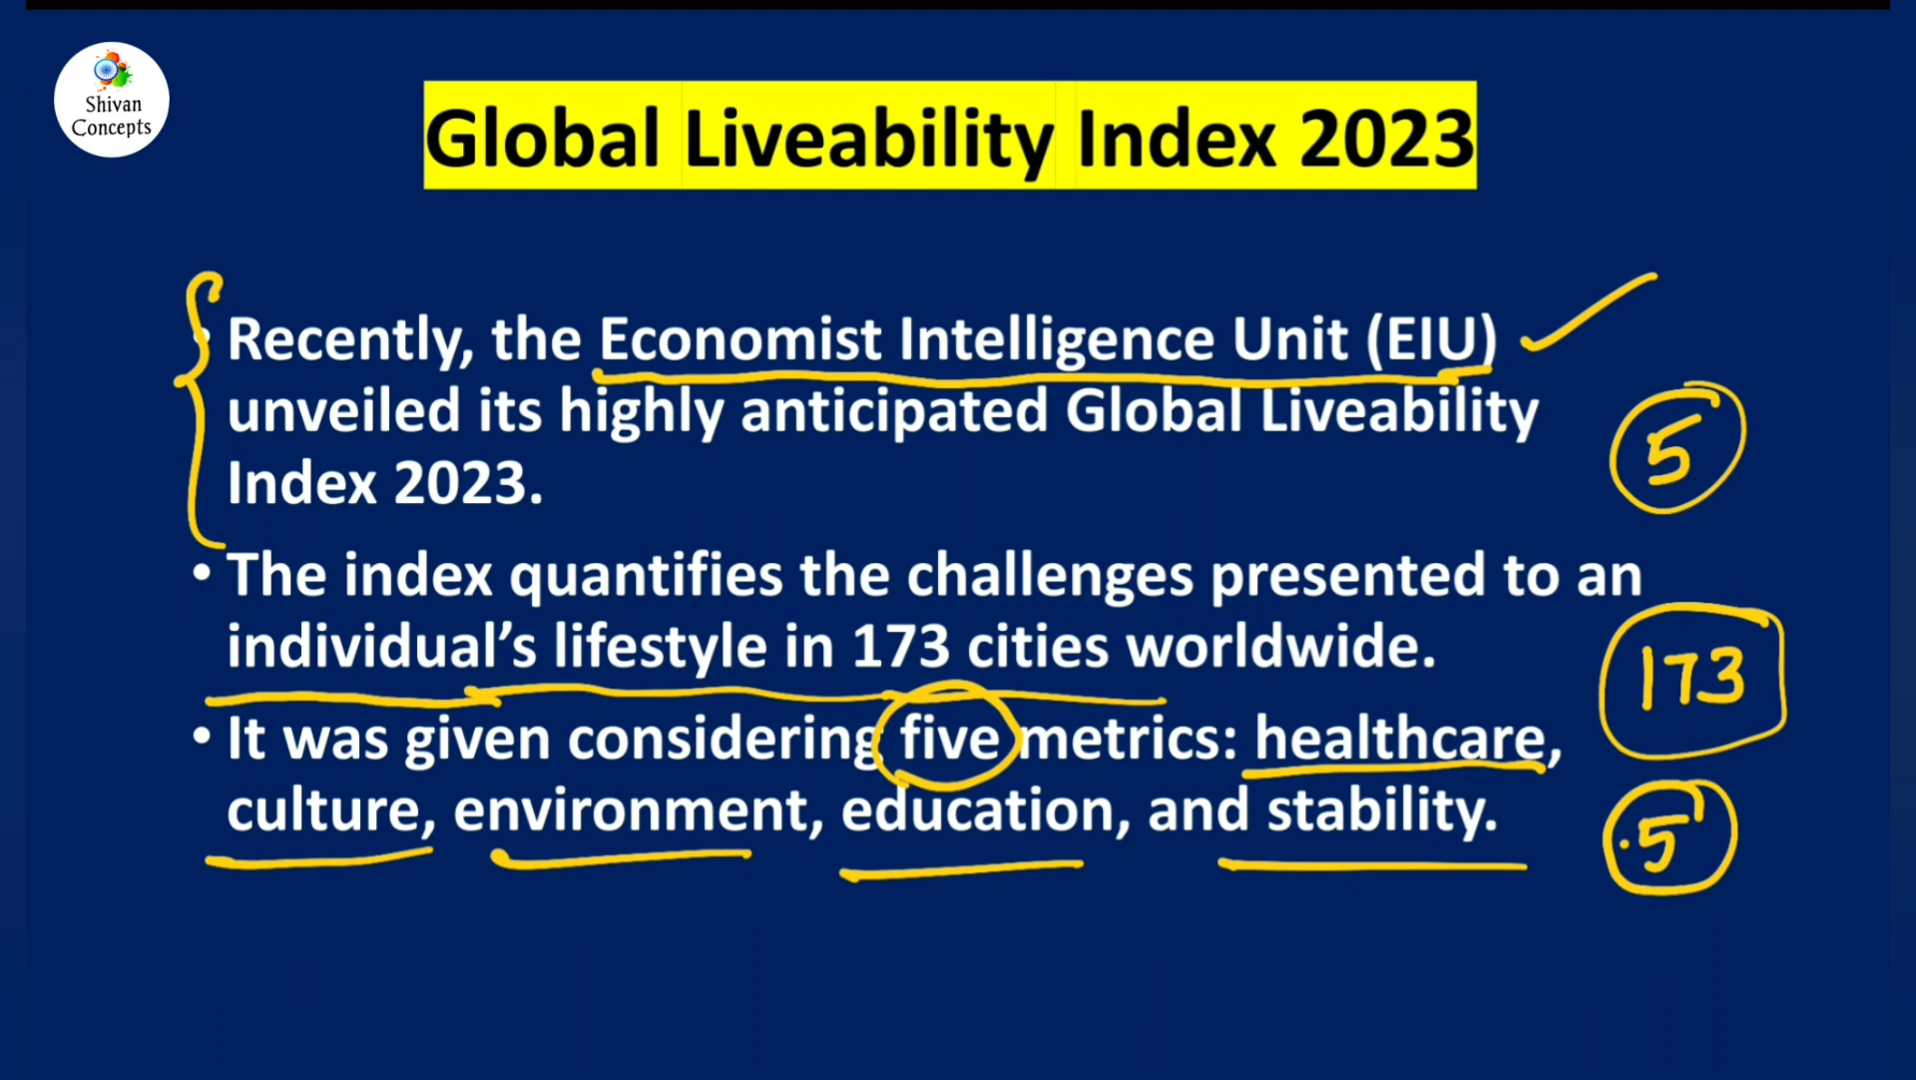 Shivan
Concepts
Global Liveability Index 2023
• Recently, the Economist Intelligence Unit (EIU)
unveiled its highly anticipated Global Liveability
Index 2023.
5
• The index quantifies the challenges presented to an
individual’s lifestyle in 173 cities worldwide.
173
• It was given considering five metrics: healthcare,
culture, environment, education, and stability.
5